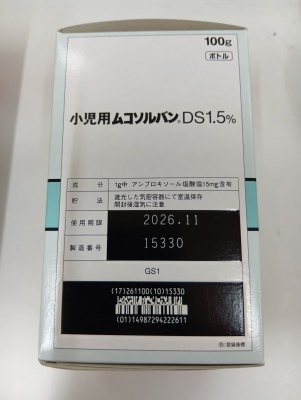 100g
ボトル
小児用ムコソルバン®DS1.5%
成分 1g中 アンブロキソール塩酸塩15mg含有
貯法 遮光した気密容器にて室温保存
開封後湿気に注意
使用期限 2026.11
製造番号 15330
GS1
(17)261100(10)15330
(01)14987294222611
®:登録商標